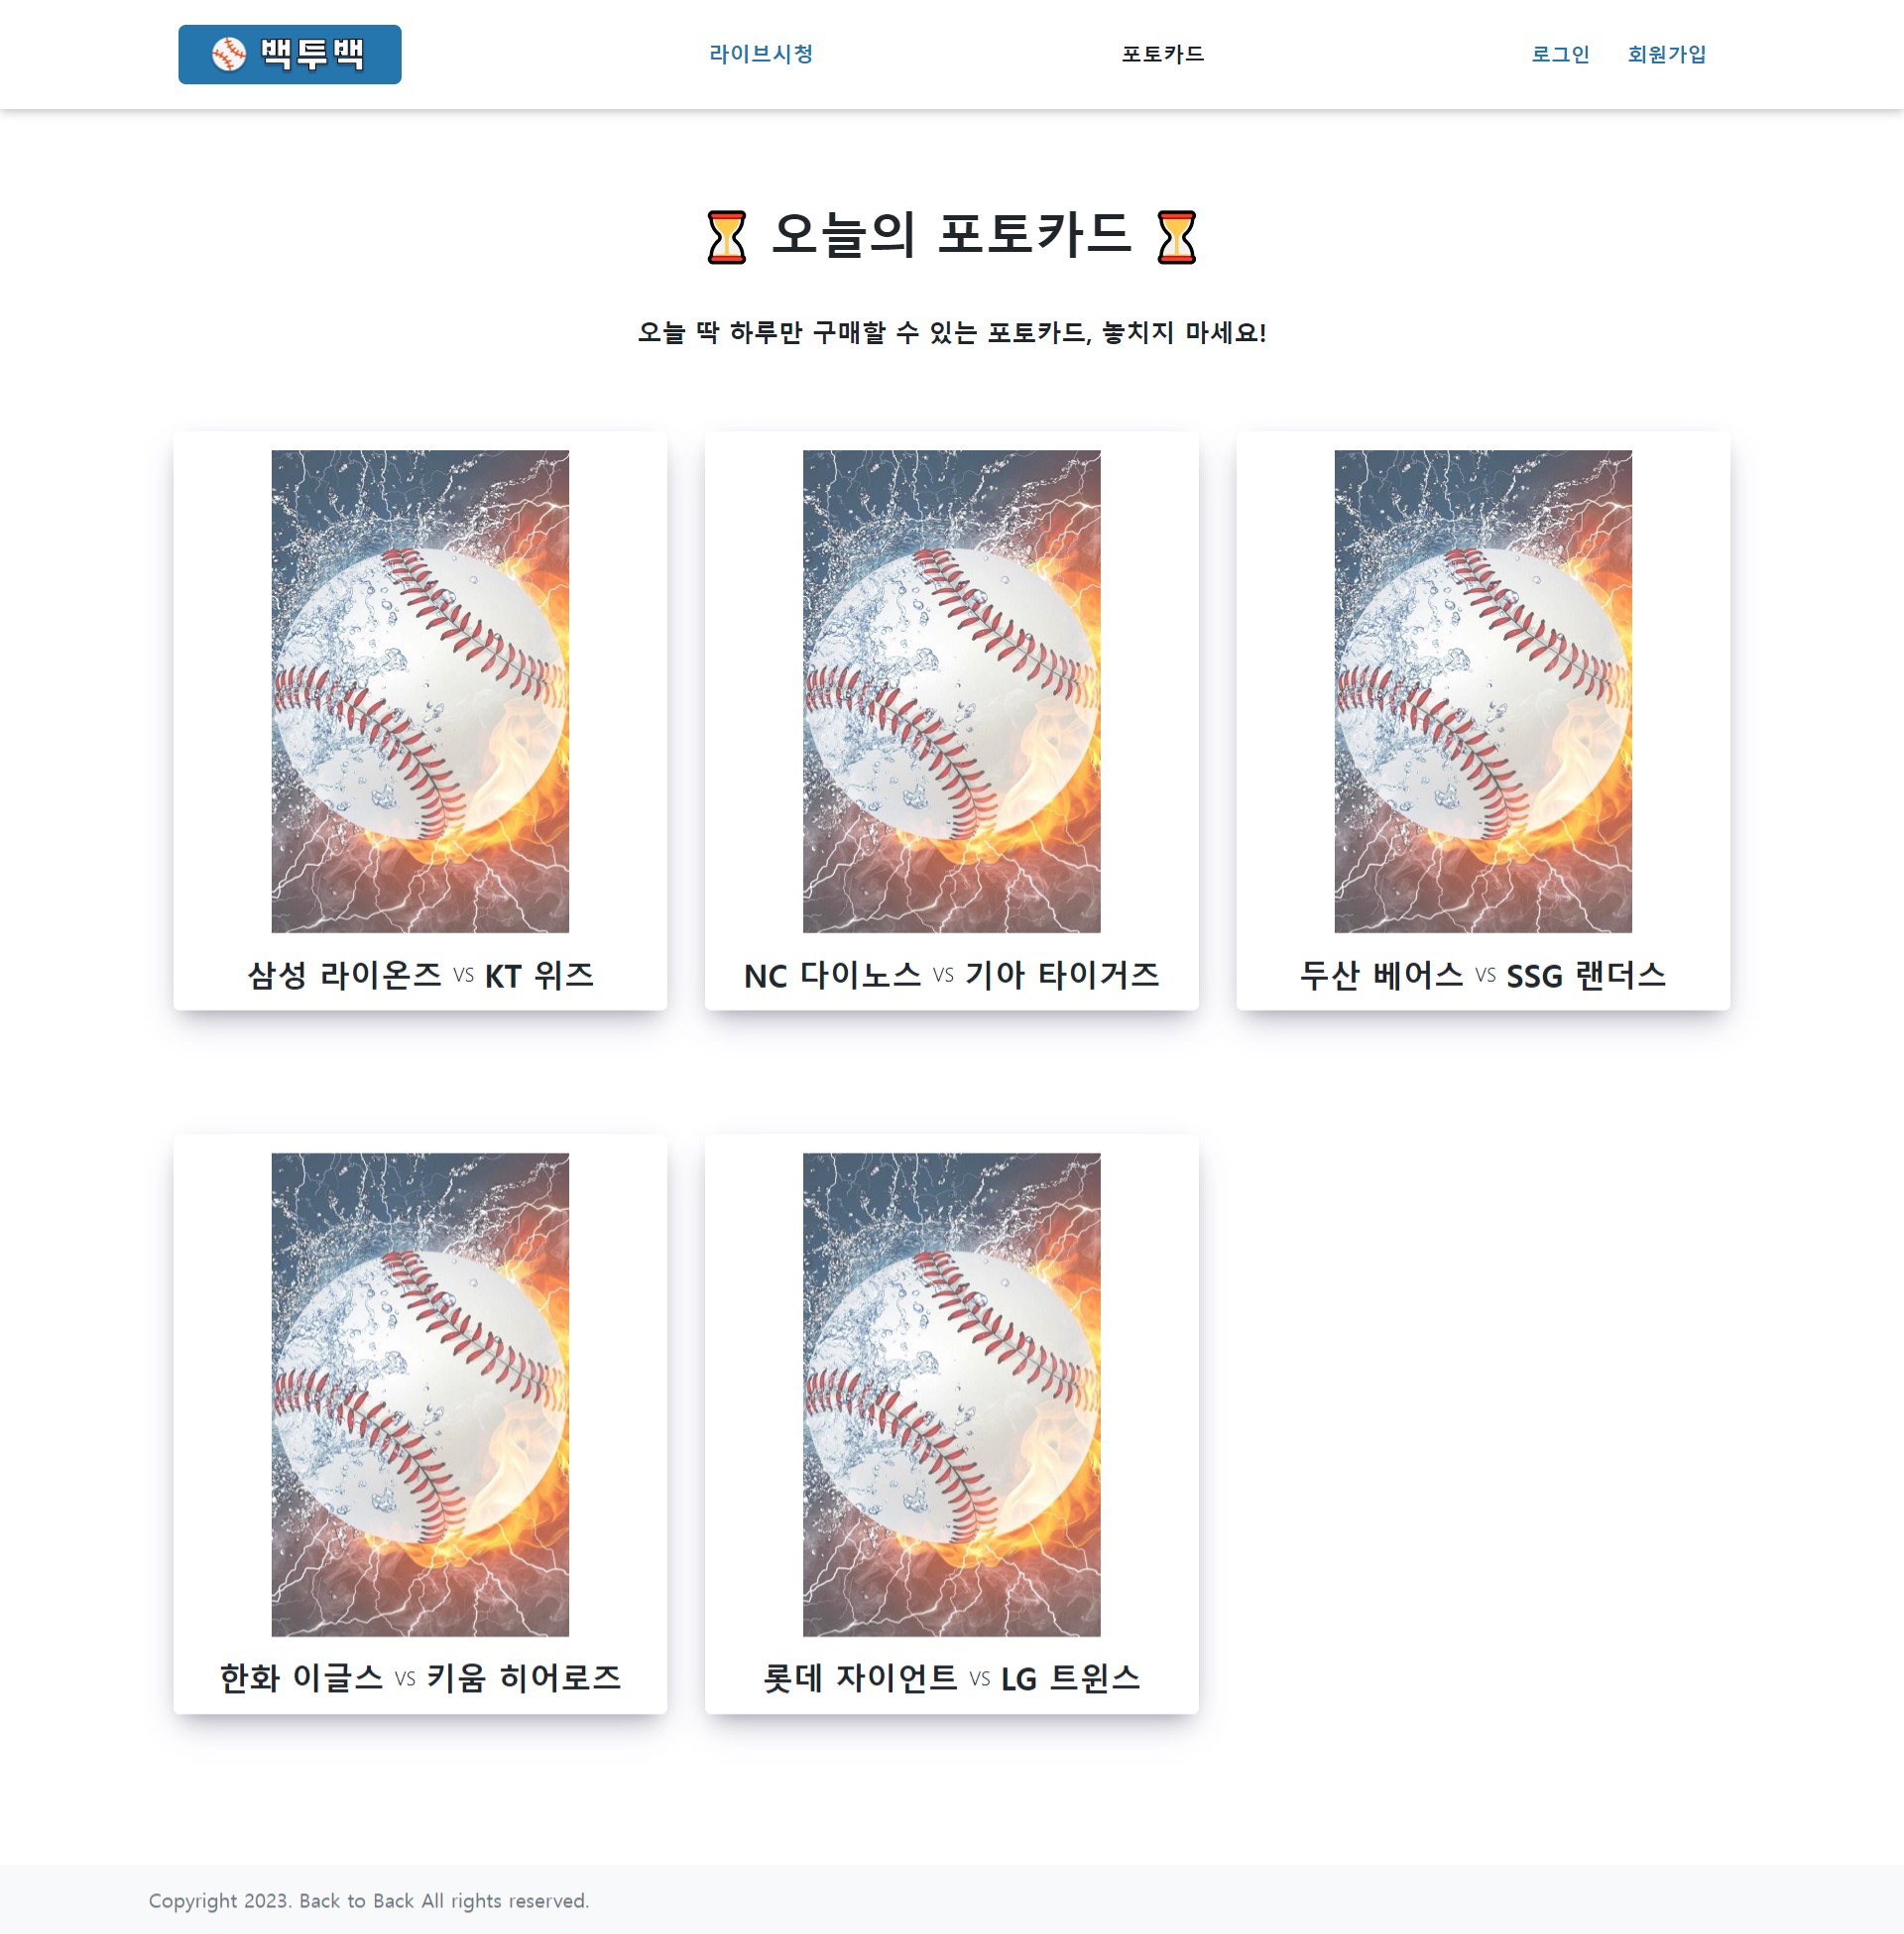 백투백
라이브시청
포토카드
로그인
회원가입
오늘의 포토카드
오늘 딱 하루만 구매할 수 있는 포토카드, 놓치지 마세요!
삼성 라이온즈 VS KT 위즈
NC 다이노스 VS 기아 타이거즈
두산 베어스 VS SSG 랜더스
한화 이글스 VS 키움 히어로즈
롯데 자이언트 VS LG 트윈스
Copyright 2023. Back to Back All rights reserved.